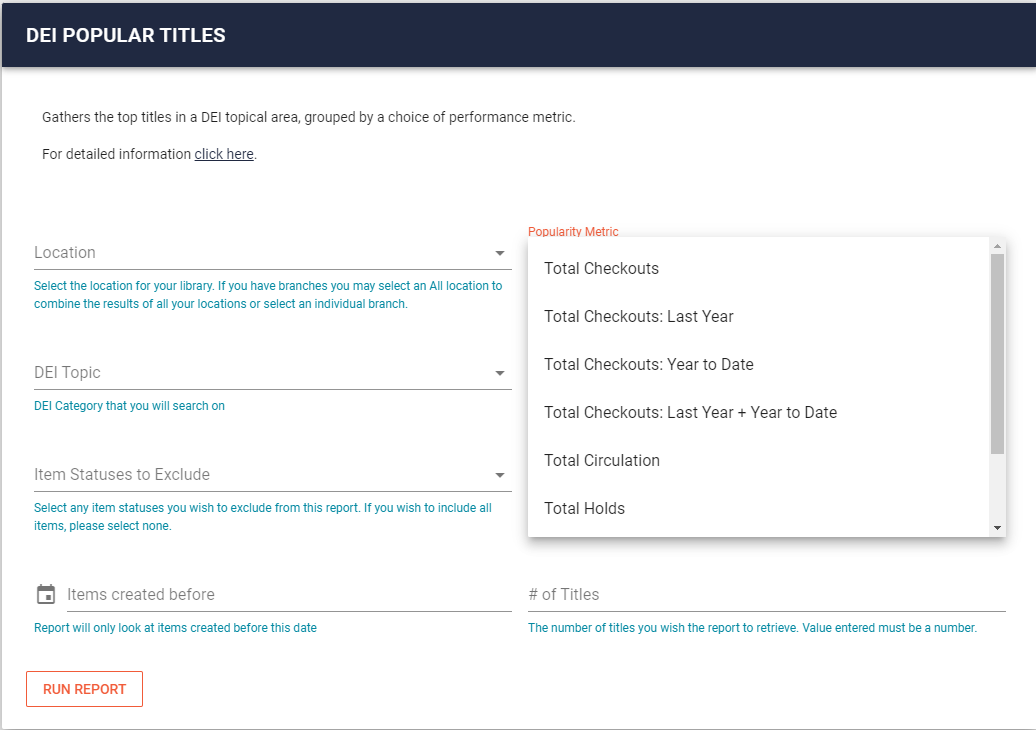 DEI POPULAR TITLES
Gathers the top titles in a DEI topical area, grouped by a choice of performance metric.
For detailed information click here.
Location
Select the location for your library. If you have branches you may select an All location to
combine the results of all your locations or select an individual branch.
DEI Topic
DEI Category that you will search on
Item Statuses to Exclude
Select any item statuses you wish to exclude from this report. If you wish to include all
items, please select none.
Popularity Metric
Total Checkouts
Total Checkouts: Last Year
Total Checkouts: Year to Date
Total Checkouts: Last Year + Year to Date
Total Circulation
Total Holds
Items created before
Report will only look at items created before this date
# of Titles
The number of titles you wish the report to retrieve. Value entered must be a number.
RUN REPORT